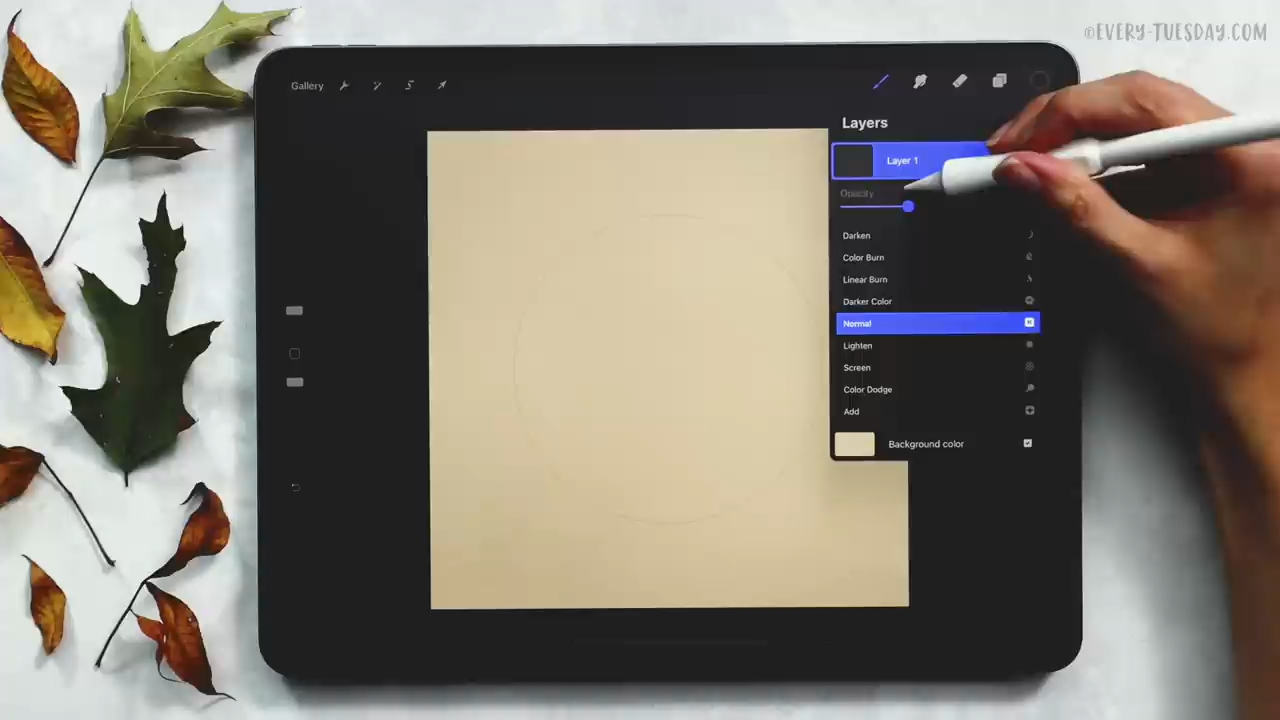 ©EVERY-TUESDAY.COM
Gallery
Layers
Layer 1
Opacity
Darken
Color Burn
Linear Burn
Darker Color
Normal
Lighten
Screen
Color Dodge
Add
Background color